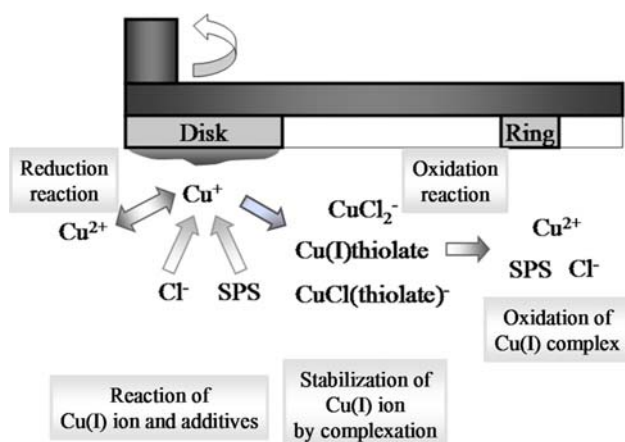 Disk
Ring
Reduction
reaction
Oxidation
reaction
Cu⁺
Cu²⁺
CuCl₂⁻
Cu(I)thiolate
CuCl(thiolate)⁻
Cl⁻
SPS
Cu²⁺
SPS Cl⁻
Oxidation of
Cu(I) complex
Reaction of
Cu(I) ion and additives
Stabilization of
Cu(I) ion
by complexation